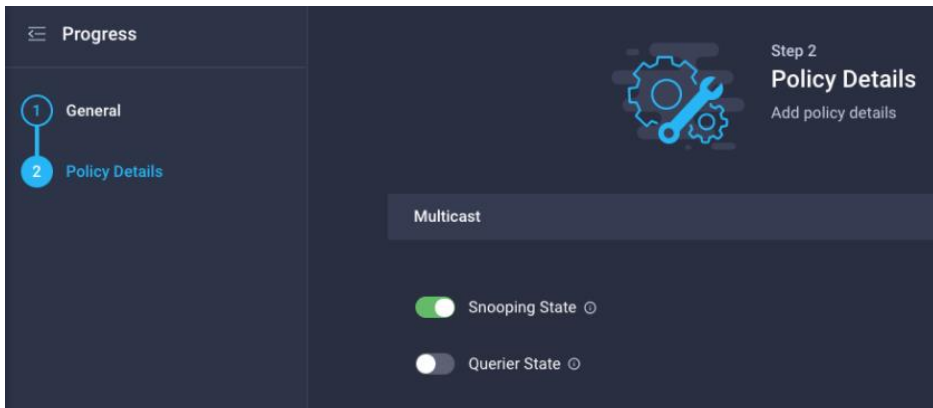 Progress
1 General
2 Policy Details
Step 2
Policy Details
Add policy details
Multicast
Snooping State
Querier State